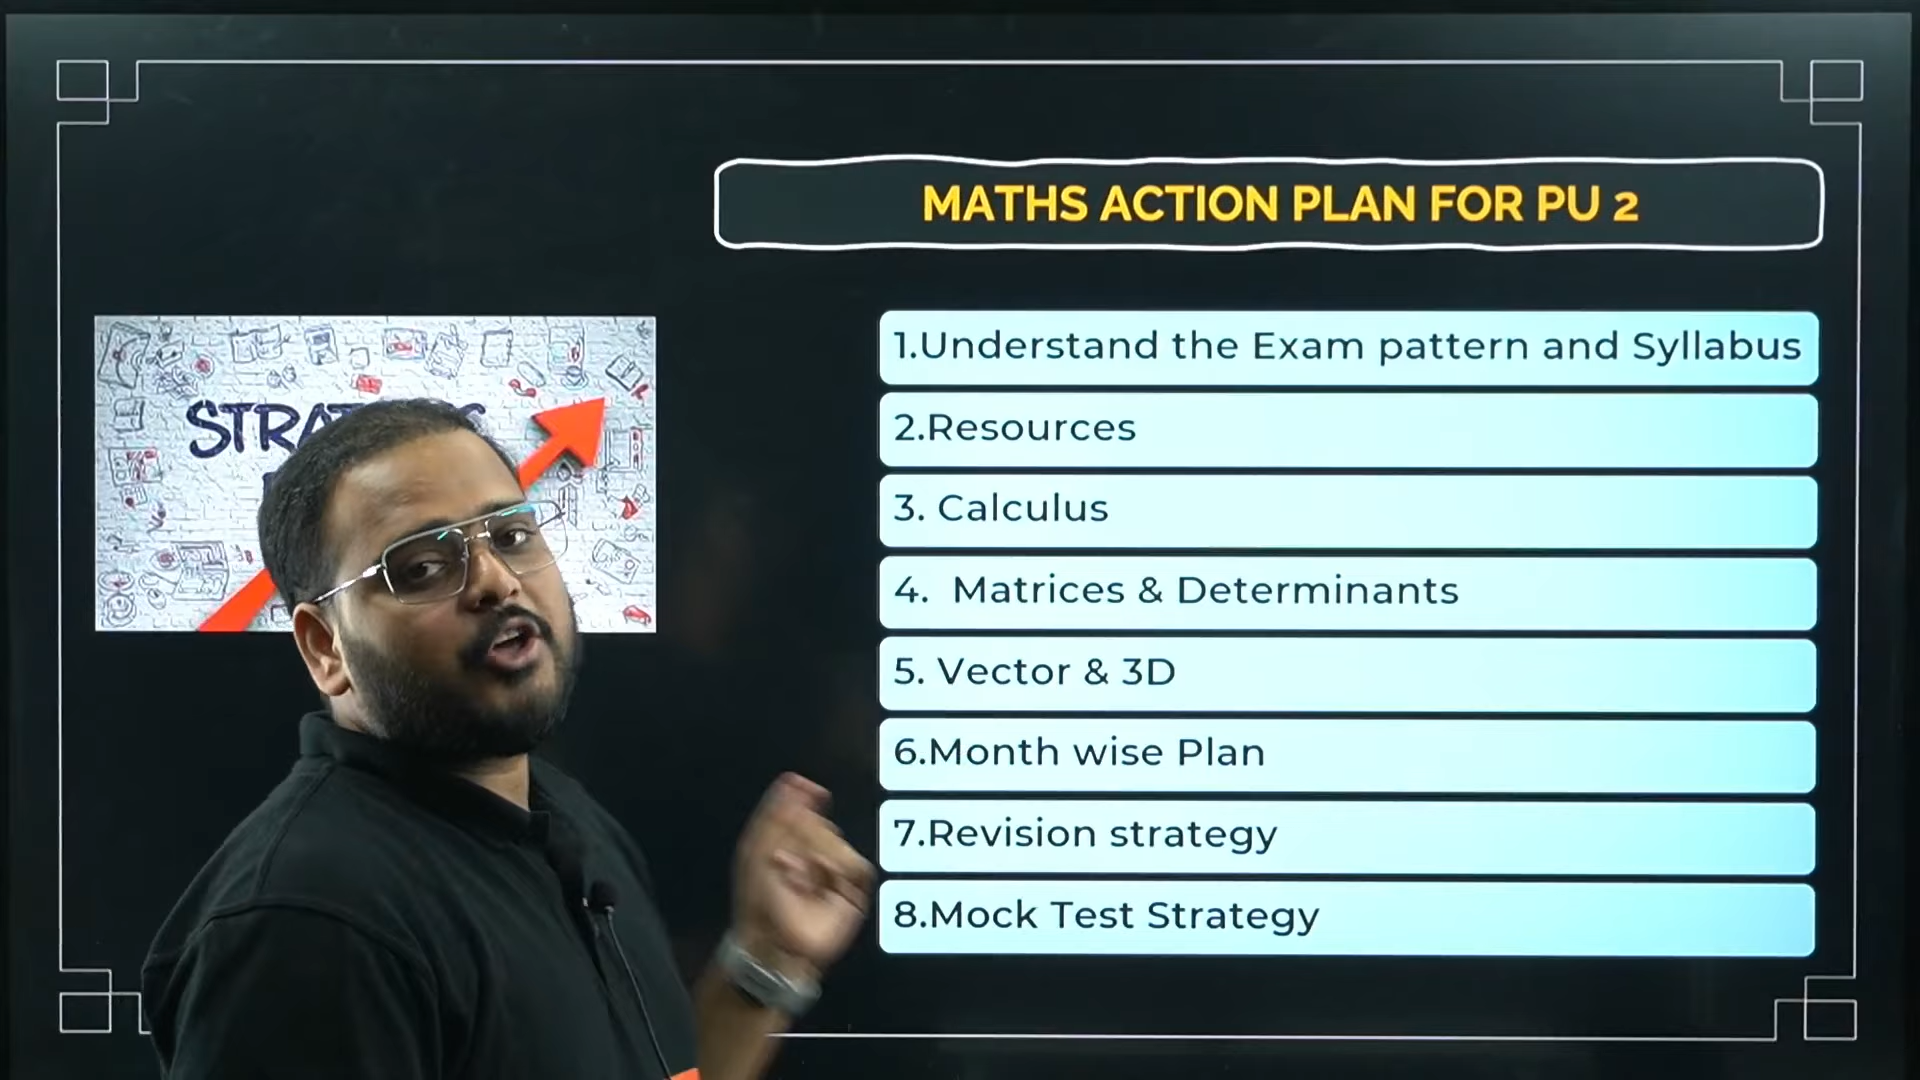 MATHS ACTION PLAN FOR PU 2
1.Understand the Exam pattern and Syllabus
2.Resources
3. Calculus
4. Matrices & Determinants
5. Vector & 3D
6.Month wise Plan
7.Revision strategy
8.Mock Test Strategy